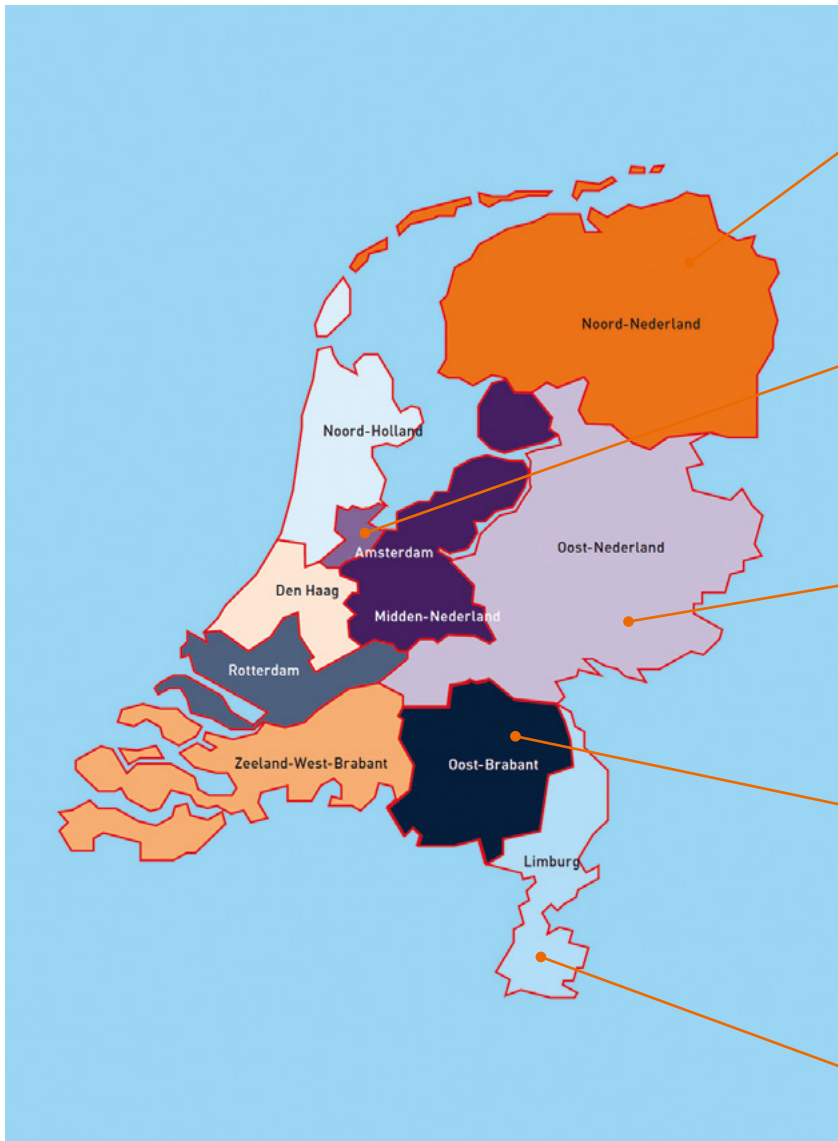 Noord-Nederland
Noord-Holland
Amsterdam
Oost-Nederland
Den Haag
Midden-Nederland
Rotterdam
Zeeland-West-Brabant
Oost-Brabant
Limburg